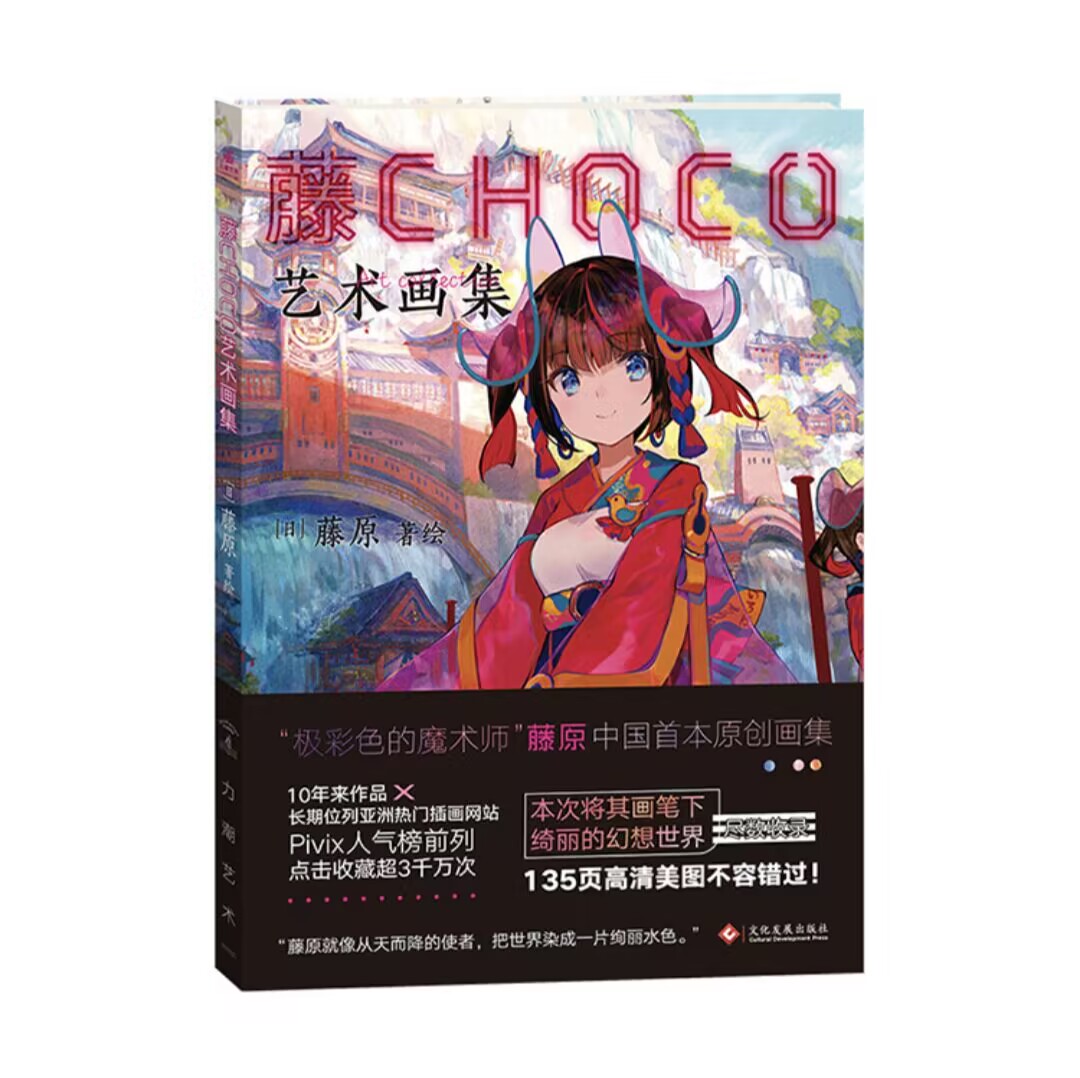 藤CHOCO
Art collection
艺术画集
[日] 藤原 著绘
藤CHOCO艺术画集
[日] 藤原 著绘
力潮艺术
“极彩色的魔术师”藤原 中国首本原创画集
10年来作品
长期位列亚洲热门插画网站
Pivix人气榜前列
点击收藏超3千万次
本次将其画笔下
绮丽的幻想世界
尽数收录
135页高清美图不容错过!
“藤原就像从天而降的使者,把世界染成一片绚丽水色。”
文化发展出版社
Cultural Development Press